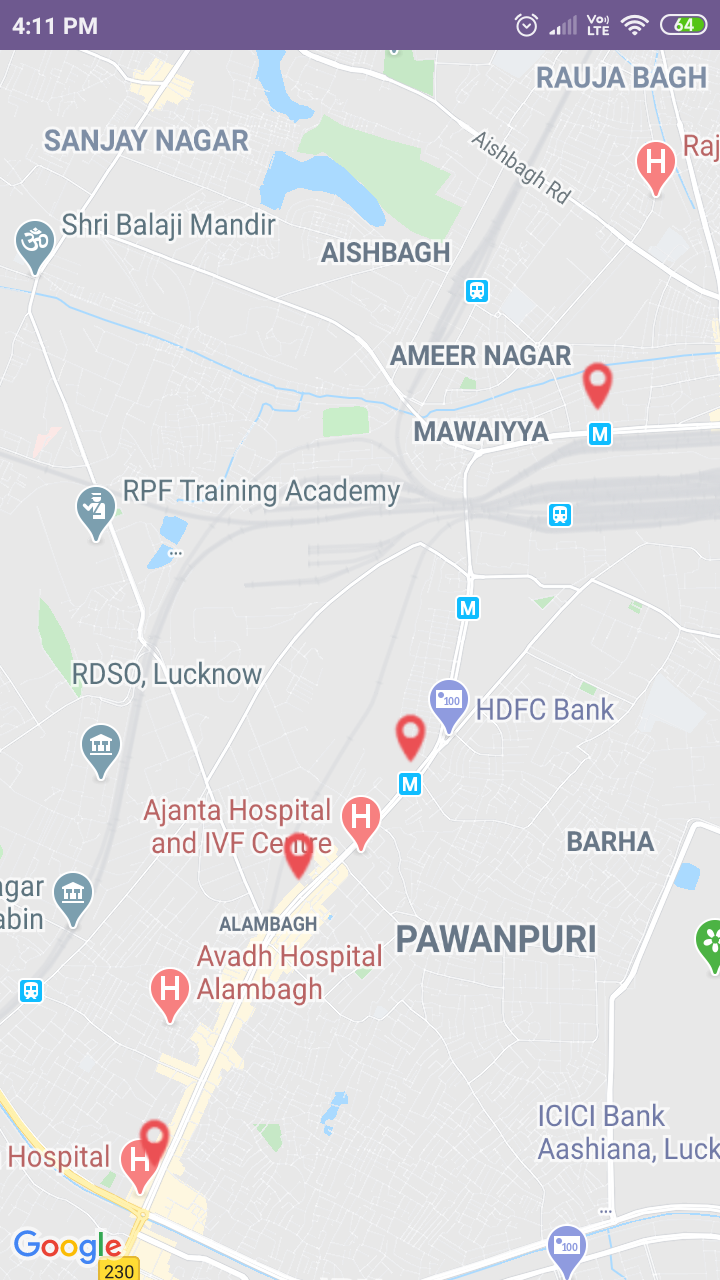 4:11 PM
Vo))
LTE
64
RAUJA BAGH
SANJAY NAGAR
Aishbagh Rd
H
Raj
Shri Balaji Mandir
AISHBAGH
AMEER NAGAR
MAWAIYYA
M
RPF Training Academy
M
RDSO, Lucknow
100
HDFC Bank
M
Ajanta Hospital
and IVF Centre
H
BARHA
agar
abin
ALAMBAGH
PAWANPURI
Avadh Hospital
Alambagh
H
ICICI Bank
Aashiana, Luck
Hospital
H
100
Google
230